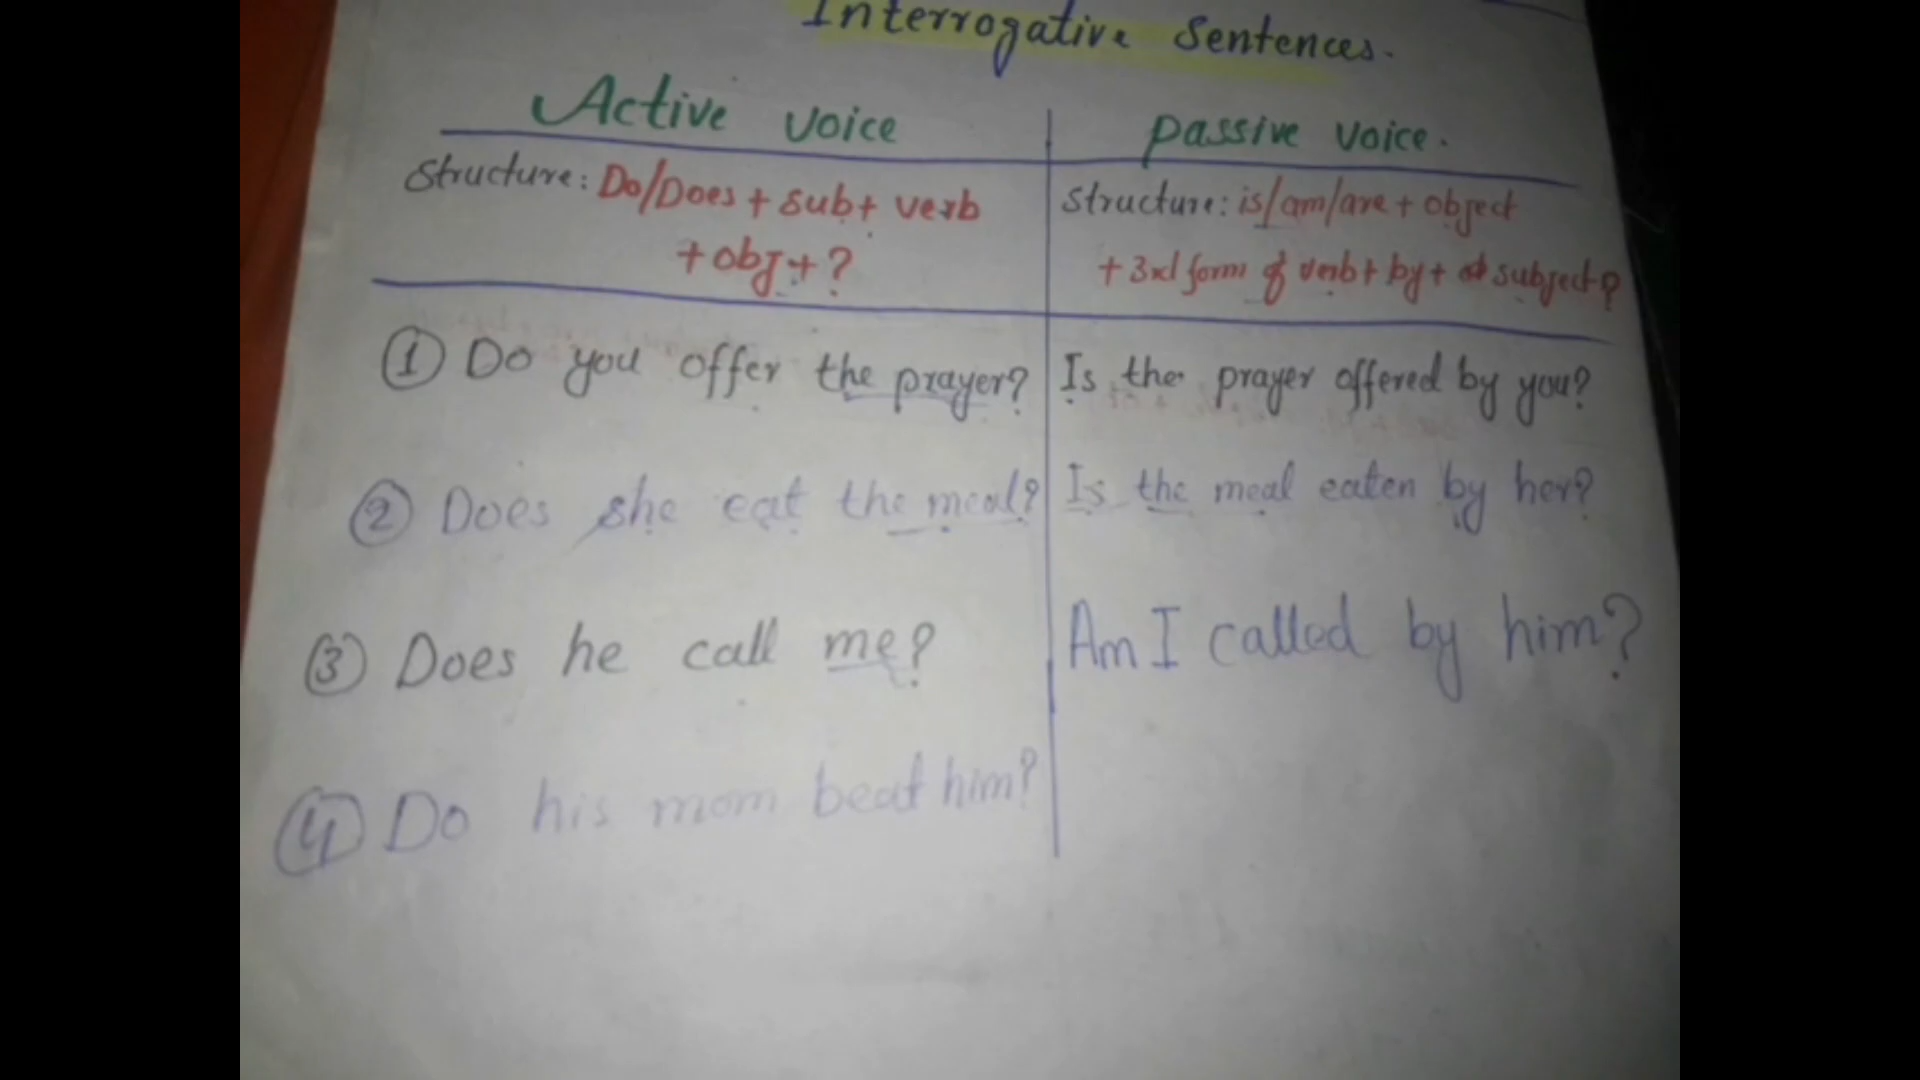 Interrogative Sentences.
Active voice
passive voice.
Structure: Do/Does + sub + verb
+ obj + ?
Structure: is/am/are + object
+ 3rd form of verb + by + subject ?
① Do you offer the prayer?
Is the prayer offered by you?
② Does she eat the meal?
Is the meal eaten by her?
③ Does he call me?
Am I called by him?
④ Do his mom beat him?